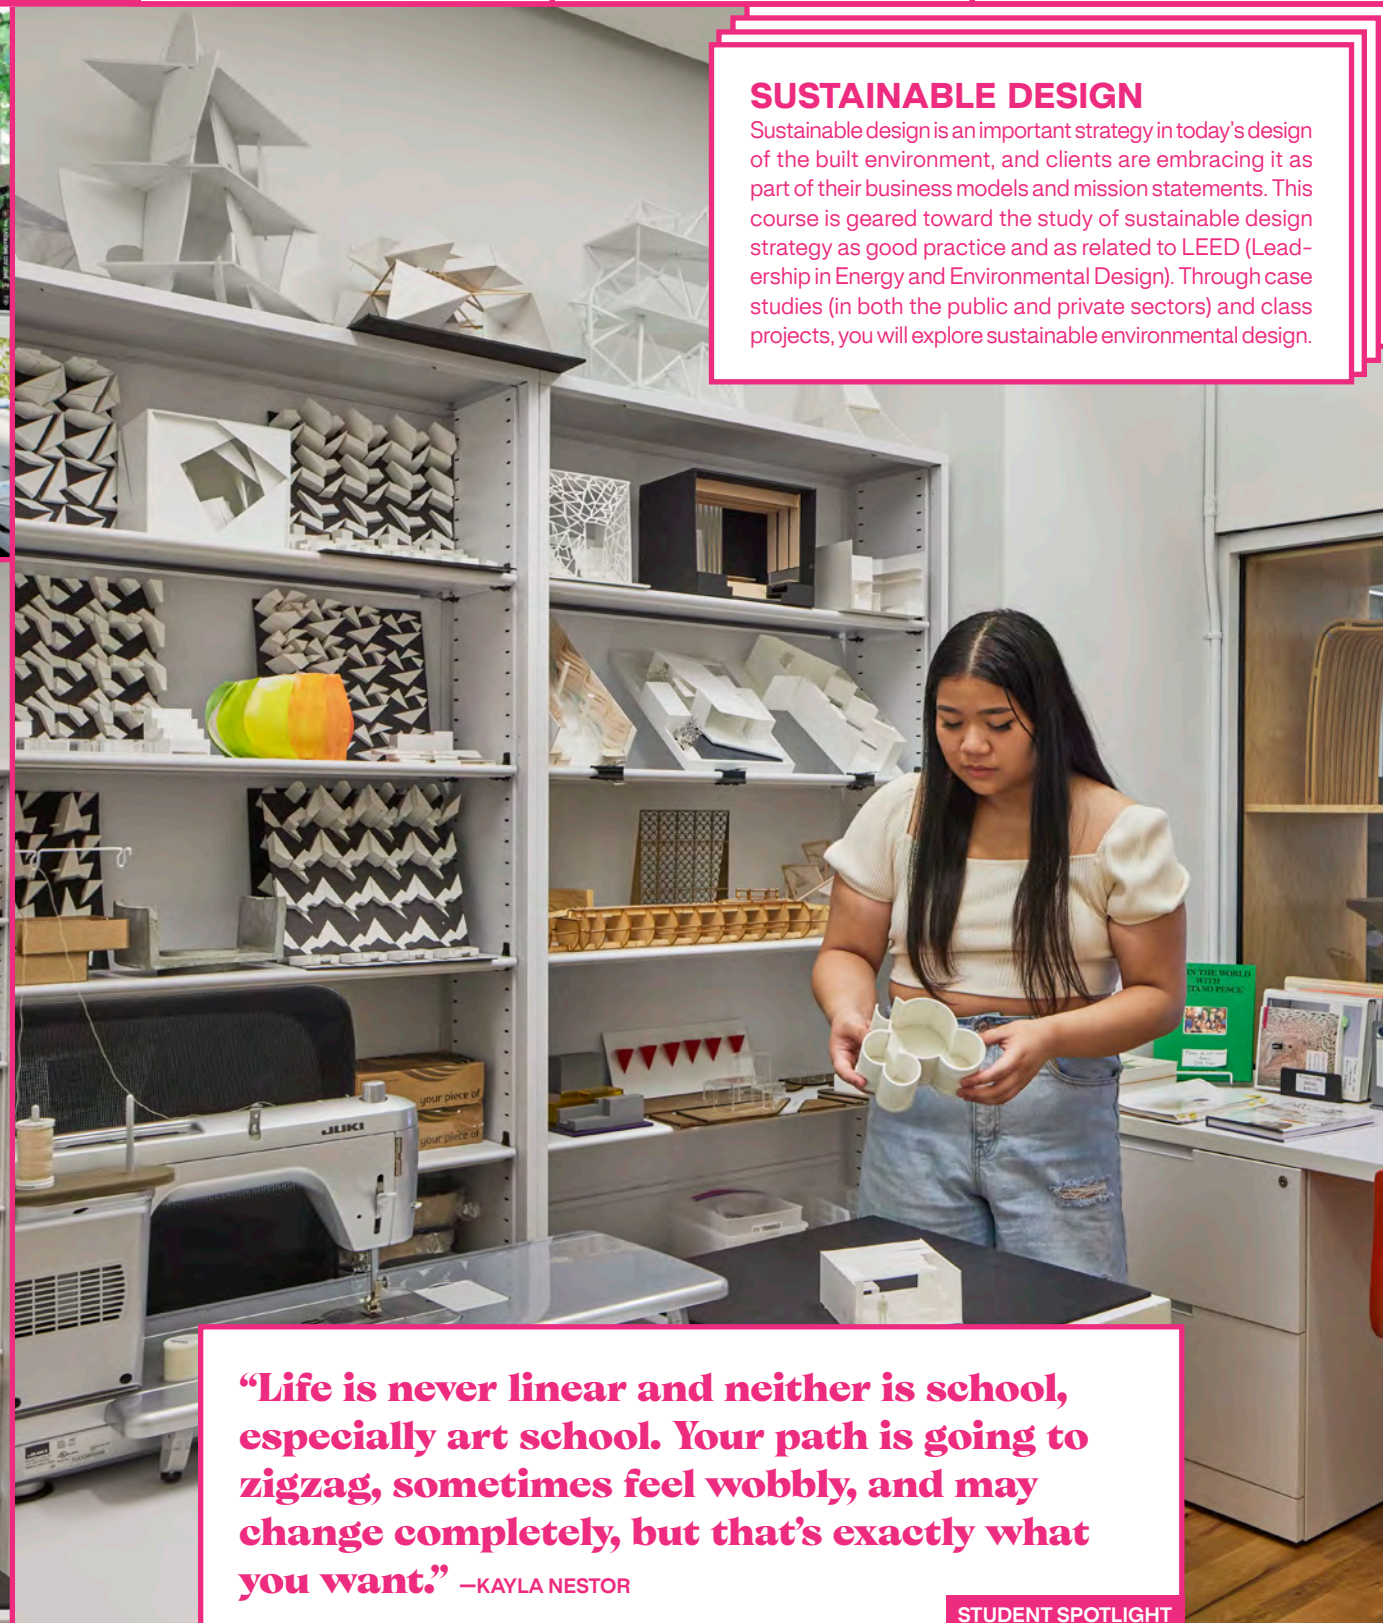 SUSTAINABLE DESIGN
Sustainable design is an important strategy in today's design
of the built environment, and clients are embracing it as
part of their business models and mission statements. This
course is geared toward the study of sustainable design
strategy as good practice and as related to LEED (Lead-
ership in Energy and Environmental Design). Through case
studies (in both the public and private sectors) and class
projects, you will explore sustainable environmental design.
IN THE WORLD
WITH
TANO PESCE
your piece of
your piece of
JUKI
“Life is never linear and neither is school,
especially art school. Your path is going to
zigzag, sometimes feel wobbly, and may
change completely, but that’s exactly what
you want.” —KAYLA NESTOR
STUDENT SPOTLIGHT